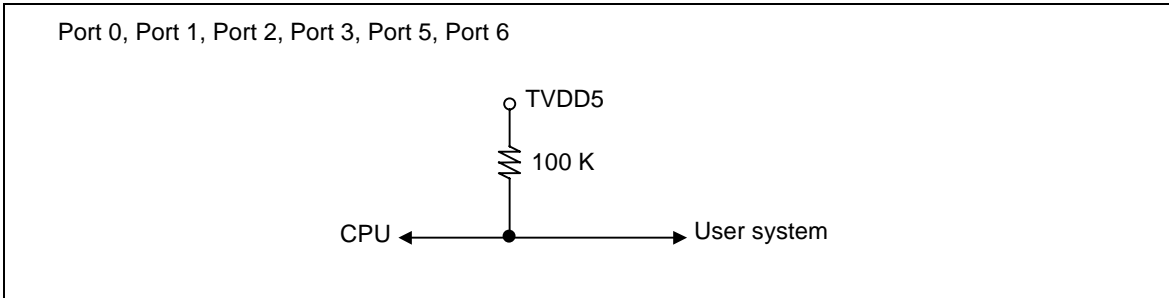 Port 0, Port 1, Port 2, Port 3, Port 5, Port 6
TVDD5
100 K
CPU
User system